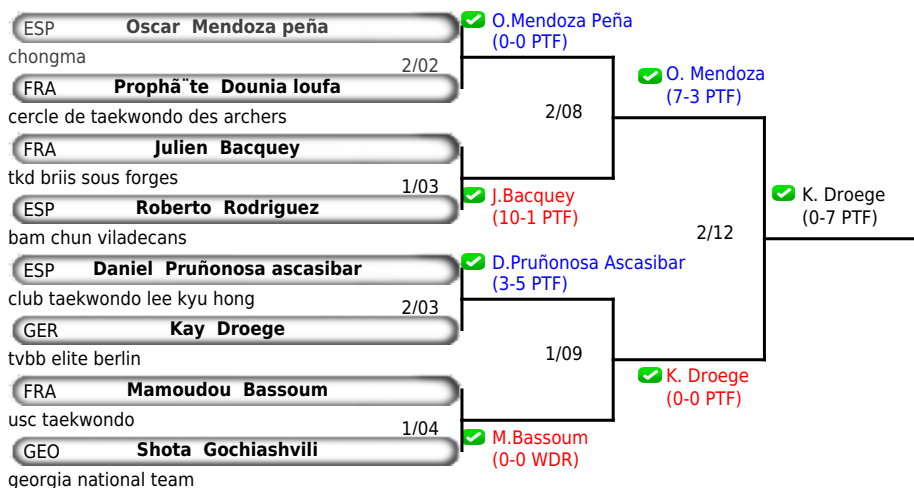 ESP Oscar Mendoza peña
chongma
2/02
FRA Prophã¨te Dounia loufa
cercle de taekwondo des archers
FRA Julien Bacquey
tkd briis sous forges
1/03
ESP Roberto Rodriguez
bam chun viladecans
ESP Daniel Pruñonosa ascasibar
club taekwondo lee kyu hong
2/03
GER Kay Droege
tvbb elite berlin
FRA Mamoudou Bassoum
usc taekwondo
1/04
GEO Shota Gochiashvili
georgia national team
O.Mendoza Peña
(0-0 PTF)
2/08
J.Bacquey
(10-1 PTF)
D.Pruñonosa Ascasibar
(3-5 PTF)
1/09
M.Bassoum
(0-0 WDR)
O. Mendoza
(7-3 PTF)
2/12
K. Droege
(0-0 PTF)
K. Droege
(0-7 PTF)